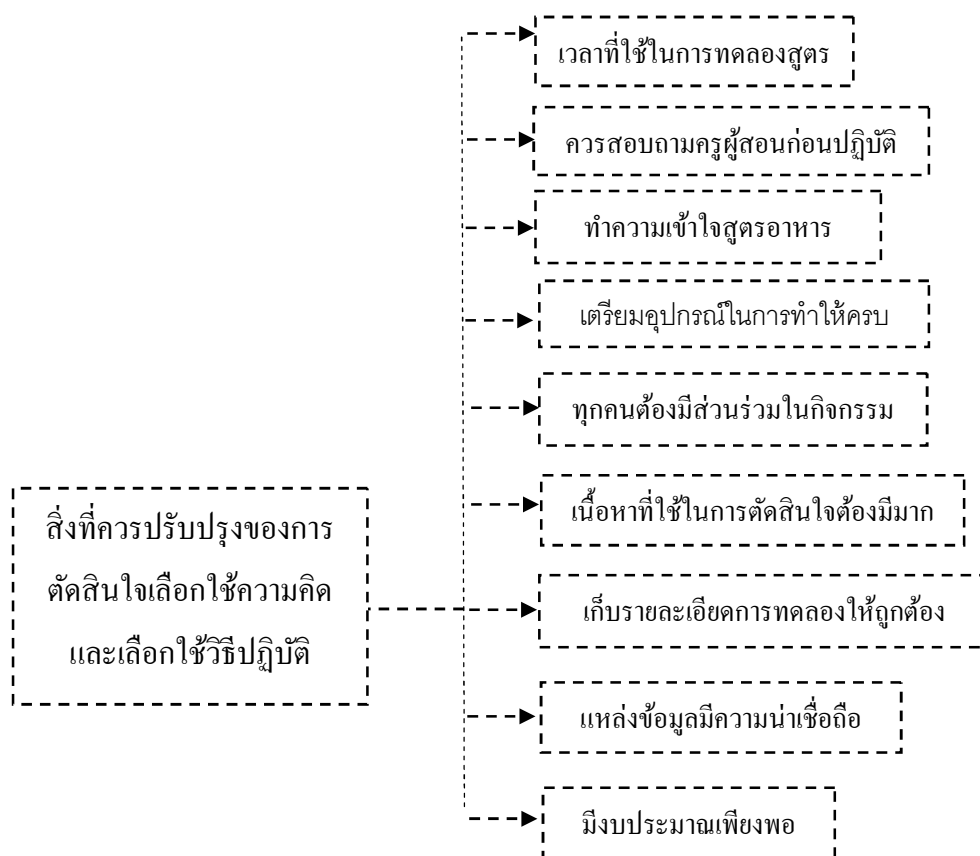 เวลาที่ใช้ในการทดลองสูตร
ควรสอบถามครูผู้สอนก่อนปฏิบัติ
ทำความเข้าใจสูตรอาหาร
เตรียมอุปกรณ์ในการทำให้ครบ
ทุกคนต้องมีส่วนร่วมในกิจกรรม
เนื้อหาที่ใช้ในการตัดสินใจต้องมีมาก
สิ่งที่ควรปรับปรุงของการ
ตัดสินใจเลือกใช้ความคิด
และเลือกใช้วิธีปฏิบัติ
เก็บรายละเอียดการทดลองให้ถูกต้อง
แหล่งข้อมูลมีความน่าเชื่อถือ
มีงบประมาณเพียงพอ